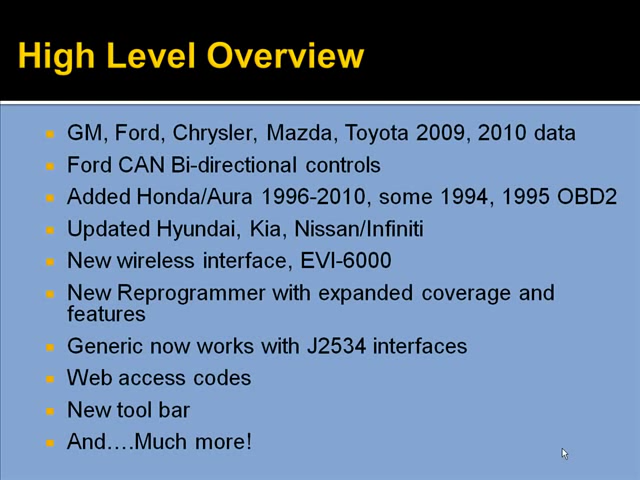 High Level Overview
GM, Ford, Chrysler, Mazda, Toyota 2009, 2010 data
Ford CAN Bi-directional controls
Added Honda/Aura 1996-2010, some 1994, 1995 OBD2
Updated Hyundai, Kia, Nissan/Infiniti
New wireless interface, EVI-6000
New Reprogrammer with expanded coverage and
features
Generic now works with J2534 interfaces
Web access codes
New tool bar
And….Much more!